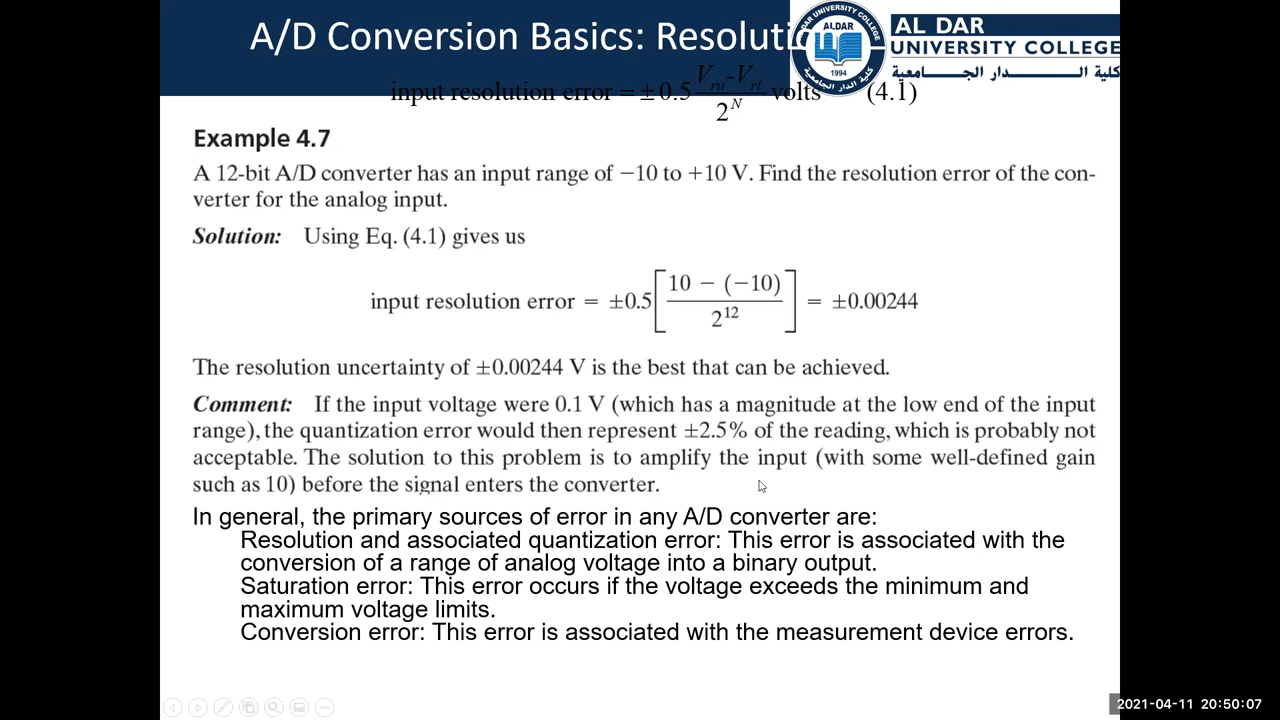 A/D Conversion Basics: Resolution
DAR UNIVERSITY COLLEGE
ALDAR
1994
كلية الدار الجامعية
AL DAR
UNIVERSITY COLLEGE
كلية الـــدار الجـــامعية
input resolution error = ± 0.5 (V_ru - V_rl) / 2^N volts (4.1)
Example 4.7
A 12-bit A/D converter has an input range of −10 to +10 V. Find the resolution error of the con-
verter for the analog input.
Solution: Using Eq. (4.1) gives us
input resolution error = ±0.5[(10 − (−10)) / 2^12] = ±0.00244
The resolution uncertainty of ±0.00244 V is the best that can be achieved.
Comment: If the input voltage were 0.1 V (which has a magnitude at the low end of the input
range), the quantization error would then represent ±2.5% of the reading, which is probably not
acceptable. The solution to this problem is to amplify the input (with some well-defined gain
such as 10) before the signal enters the converter.
In general, the primary sources of error in any A/D converter are:
Resolution and associated quantization error: This error is associated with the
conversion of a range of analog voltage into a binary output.
Saturation error: This error occurs if the voltage exceeds the minimum and
maximum voltage limits.
Conversion error: This error is associated with the measurement device errors.
2021-04-11 20:50:07